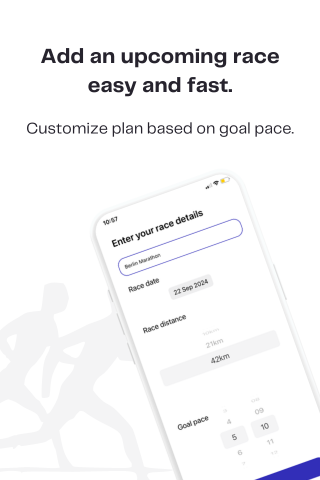 Add an upcoming race
easy and fast.
Customize plan based on goal pace.
10:57
Enter your race details
Berlin Marathon
Race date
22 Sep 2024
Race distance
21km
42km
Goal pace
4 09
5 10
6 11